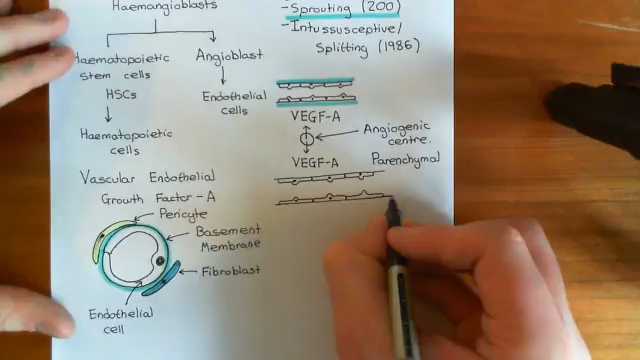 Haemangioblasts
Haematopoietic
stem cells
HSCs
Haematopoietic
cells
Angioblast
Endothelial
cells
-Sprouting (200)
-Intussusceptive/
Splitting (1986)
VEGF-A
Angiogenic
centre.
VEGF-A
Parenchymal
Vascular Endothelial
Growth Factor-A
Pericyte
Basement
Membrane
Fibroblast
Endothelial
cell